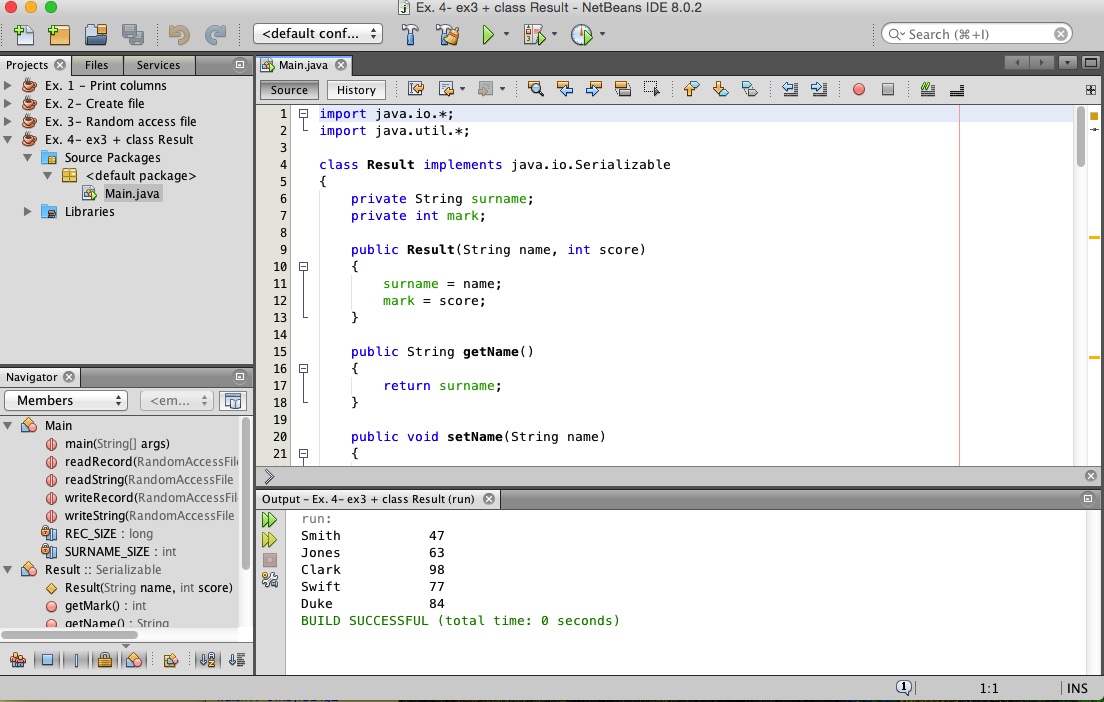 Ex. 4- ex3 + class Result - NetBeans IDE 8.0.2
<default conf...
Search (⌘+I)
Projects
Files
Services
Ex. 1 - Print columns
Ex. 2- Create file
Ex. 3- Random access file
Ex. 4- ex3 + class Result
Source Packages
<default package>
Main.java
Libraries
Navigator
Members
<em...
Main
main(String[] args)
readRecord(RandomAccessFile
readString(RandomAccessFile
writeRecord(RandomAccessFil
writeString(RandomAccessFile
REC_SIZE : long
SURNAME_SIZE : int
Result :: Serializable
Result(String name, int score)
getMark() : int
getName() : String
Main.java
Source
History
1 import java.io.*;
2 import java.util.*;
3
4 class Result implements java.io.Serializable
5 {
6 private String surname;
7 private int mark;
8
9 public Result(String name, int score)
10 {
11 surname = name;
12 mark = score;
13 }
14
15 public String getName()
16 {
17 return surname;
18 }
19
20 public void setName(String name)
21 {
Output - Ex. 4- ex3 + class Result (run)
run:
Smith 47
Jones 63
Clark 98
Swift 77
Duke 84
BUILD SUCCESSFUL (total time: 0 seconds)
1
1:1
INS